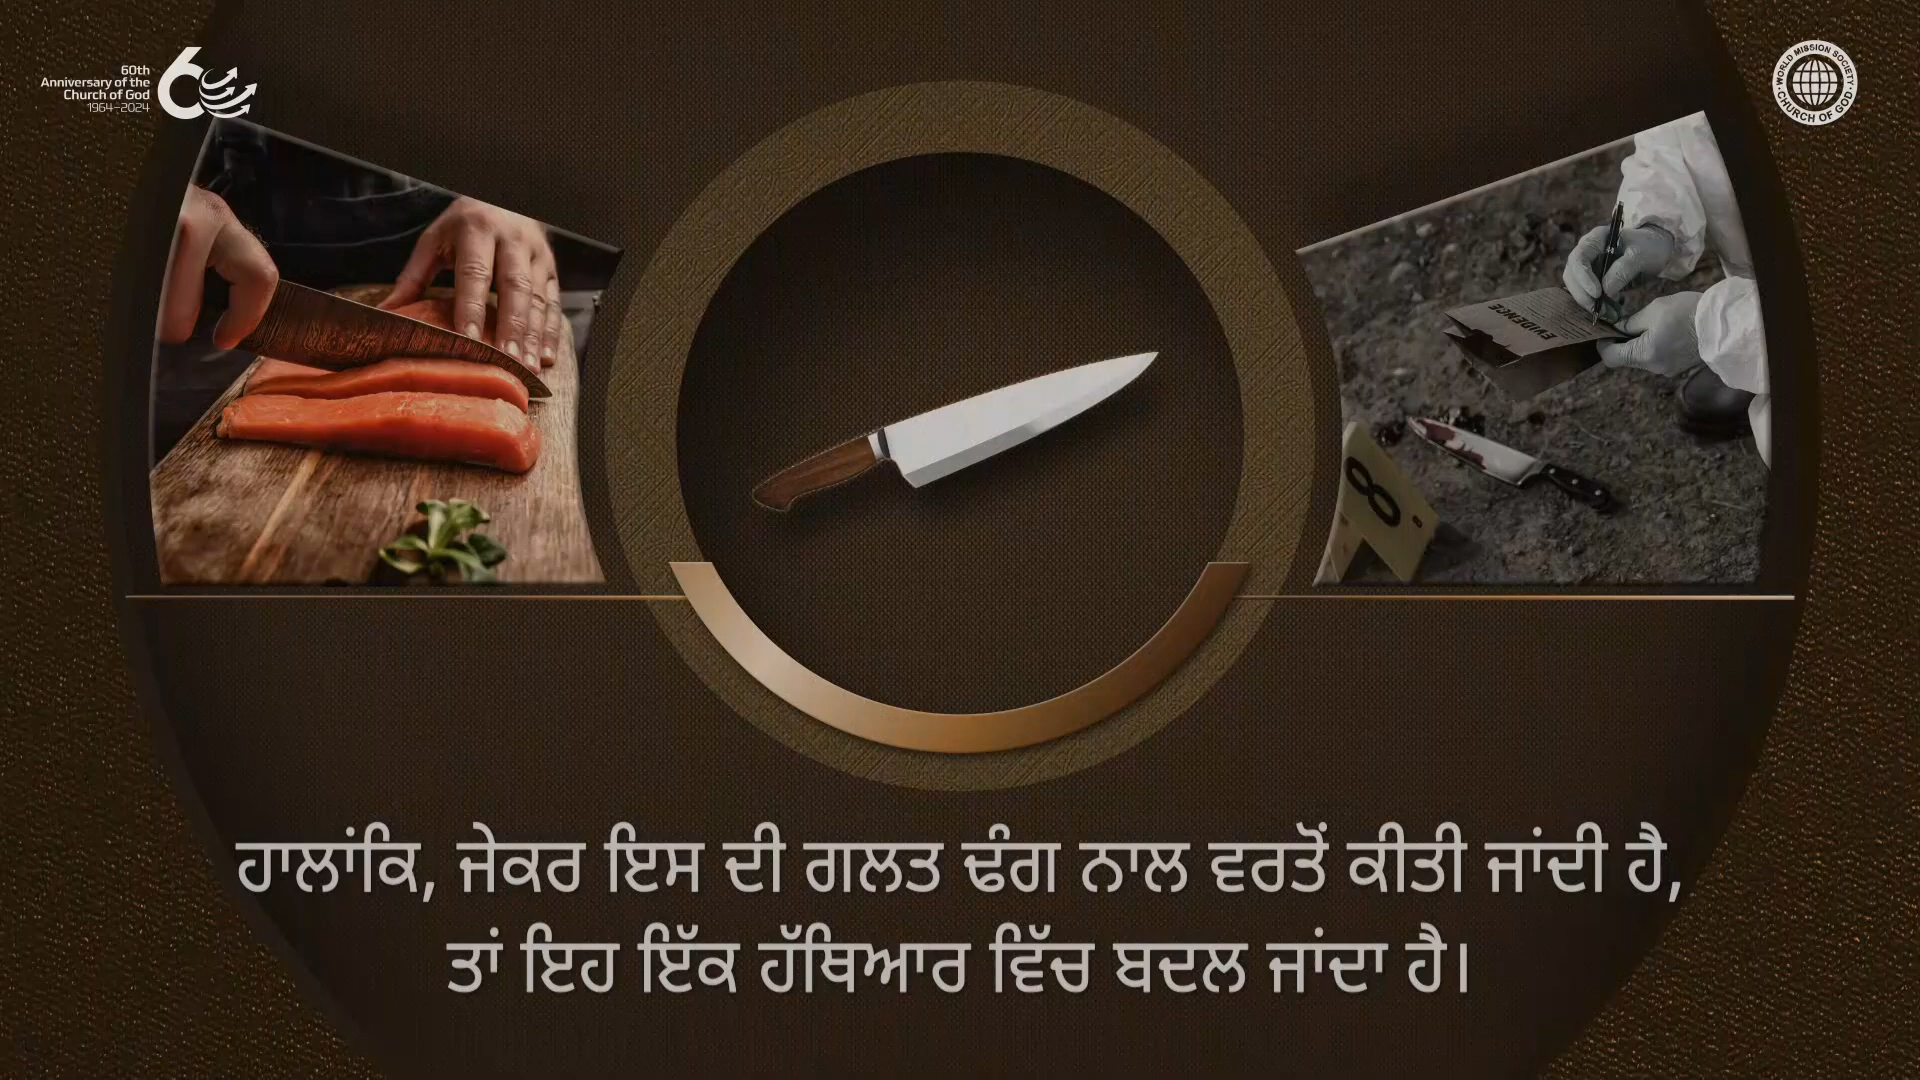 60th
Anniversary of the
Church of God
1964–2024
WORLD MISSION SOCIETY
CHURCH OF GOD
EVIDENCE
8
ਹਾਲਾਂਕਿ, ਜੇਕਰ ਇਸ ਦੀ ਗਲਤ ਢੰਗ ਨਾਲ ਵਰਤੋਂ ਕੀਤੀ ਜਾਂਦੀ ਹੈ,
ਤਾਂ ਇਹ ਇੱਕ ਹੱਥਿਆਰ ਵਿੱਚ ਬਦਲ ਜਾਂਦਾ ਹੈ।